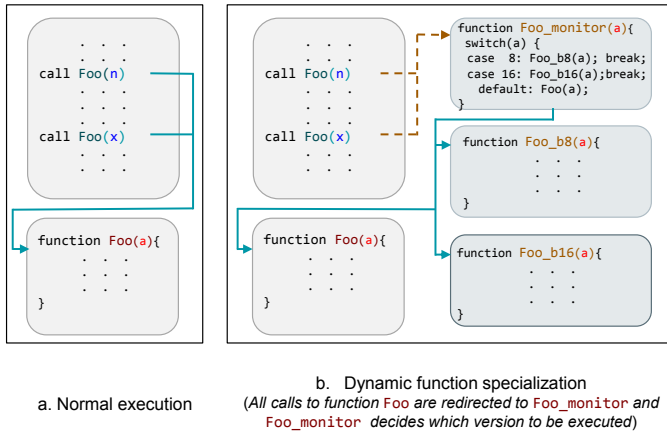 . . .
. . .
call Foo(n)
. . .
. . .
call Foo(x)
. . .
. . .
function Foo(a){
. . .
. . .
. . .
}
a. Normal execution
. . .
. . .
call Foo(n)
. . .
. . .
call Foo(x)
. . .
. . .
function Foo_monitor(a){
switch(a) {
case 8: Foo_b8(a); break;
case 16: Foo_b16(a);break;
default: Foo(a);
}
function Foo_b8(a){
. . .
. . .
. . .
}
function Foo(a){
. . .
. . .
. . .
}
function Foo_b16(a){
. . .
. . .
. . .
}
b. Dynamic function specialization
(All calls to function Foo are redirected to Foo_monitor and
Foo_monitor decides which version to be executed)